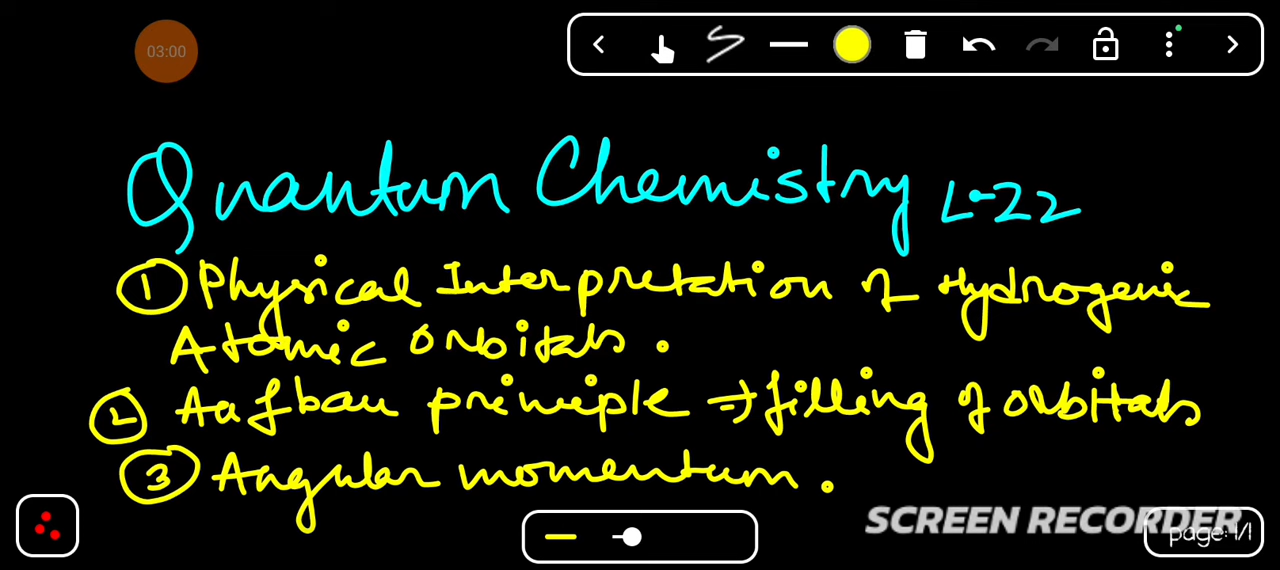 03:00
Quantum Chemistry L-22
① Physical Interpretation of Hydrogenic
Atomic Orbitals.
② Aufbau principle → filling of orbitals
③ Angular momentum.
SCREEN RECORDER
page:1/1